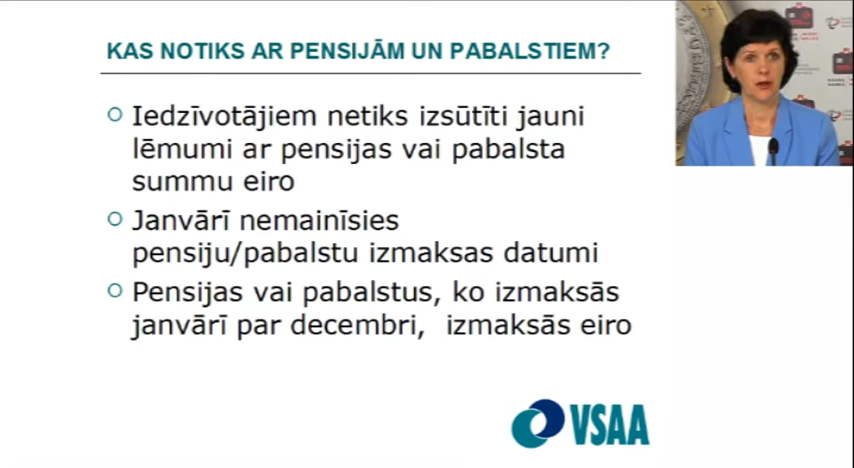 KAS NOTIKS AR PENSIJĀM UN PABALSTIEM?
Iedzīvotājiem netiks izsūtīti jauni
lēmumi ar pensijas vai pabalsta
summu eiro
Janvārī nemainīsies
pensiju/pabalstu izmaksas datumi
Pensijas vai pabalstus, ko izmaksās
janvārī par decembri, izmaksās eiro
VSAA